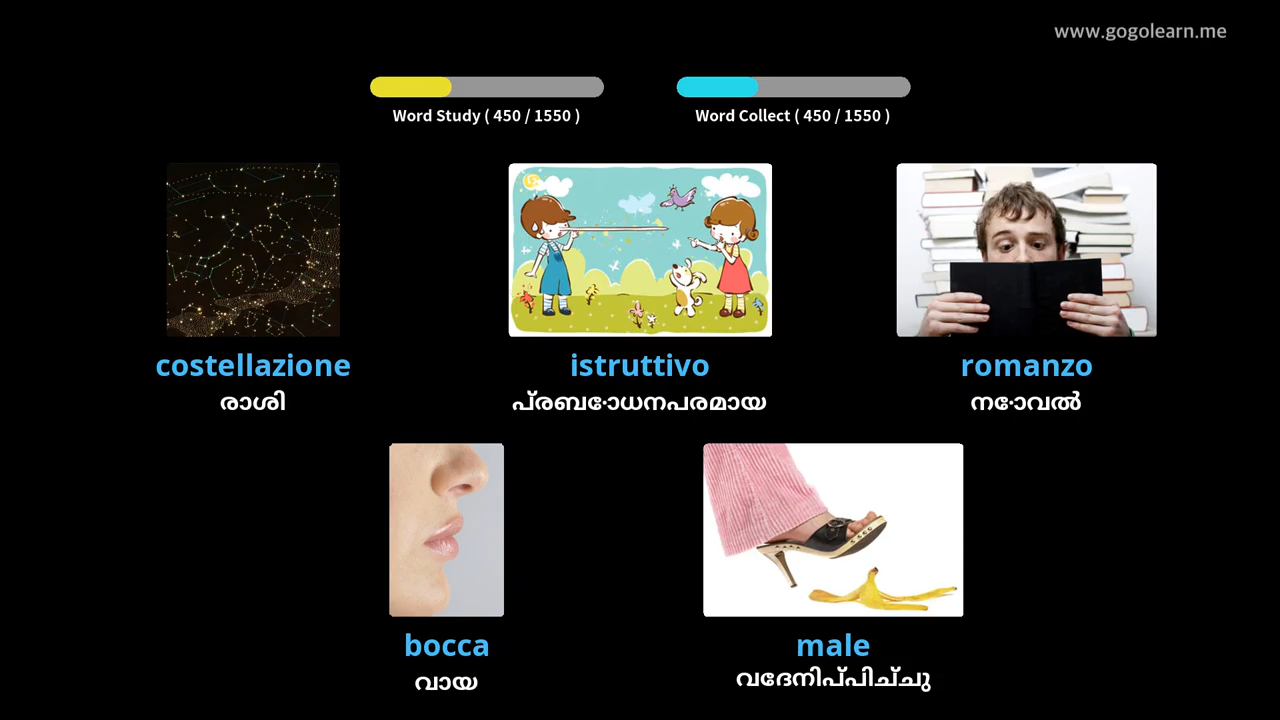 www.gogolearn.me
Word Study ( 450 / 1550 )
Word Collect ( 450 / 1550 )
costellazione
രാശി
istruttivo
പ്രബോധനപരമായ
romanzo
നോവൽ
bocca
വായ
male
വേദനിപ്പിച്ചു